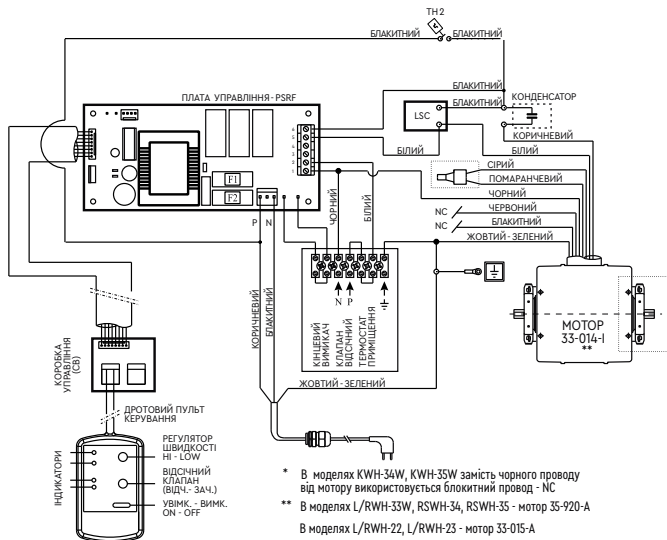 TH 2
БЛАКИТНИЙ
БЛАКИТНИЙ
ПЛАТА УПРАВЛІННЯ - PSRF
БЛАКИТНИЙ
LSC
БЛАКИТНИЙ
КОНДЕНСАТОР
КОРИЧНЕВИЙ
БІЛИЙ
БІЛИЙ
СІРИЙ
ПОМАРАНЧЕВИЙ
ЧОРНИЙ
NC
ЧЕРВОНИЙ
NC
БЛАКИТНИЙ
ЖОВТИЙ - ЗЕЛЕНИЙ
F1
F2
P N
ЧОРНИЙ
БІЛИЙ
N P
КІНЦЕВИЙ
ВИМИКАЧ
КЛАПАН
ВІДСІЧНИЙ
ТЕРМОСТАТ
ПРИМІЩЕННЯ
КОРИЧНЕВИЙ
БЛАКИТНИЙ
ЖОВТИЙ - ЗЕЛЕНИЙ
МОТОР
33-014-I
**
КОРОБКА
УПРАВЛІННЯ
(CB)
ДРОТОВИЙ ПУЛЬТ
КЕРУВАННЯ
ІНДИКАТОРИ
РЕГУЛЯТОР
ШВИДКОСТІ
HI - LOW
ВІДСІЧНИЙ
КЛАПАН
(ВІДЧ.- ЗАЧ.)
УВІМК. - ВИМК.
ON - OFF
* В моделях KWH-34W, KWH-35W замість чорного проводу
від мотору використовується блокитний провод - NC
** В моделях L/RWH-33W, RSWH-34, RSWH-35 - мотор 35-920-A
В моделях L/RWH-22, L/RWH-23 - мотор 33-015-A